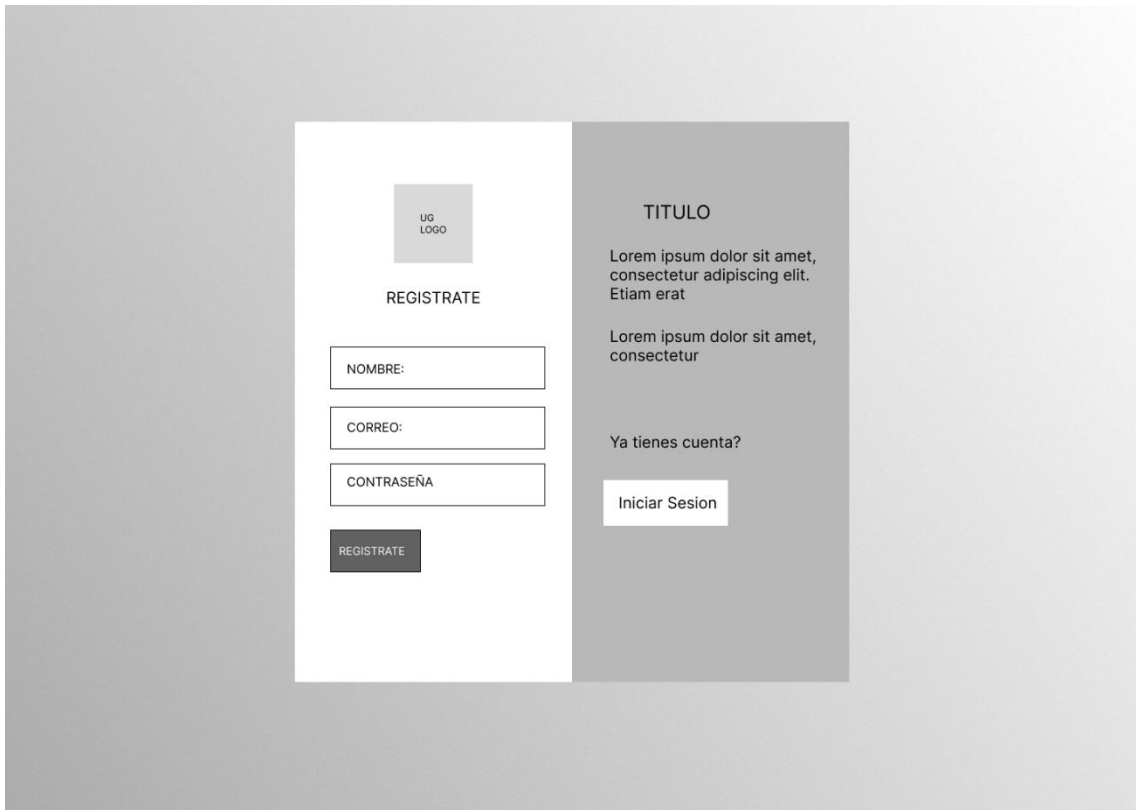 UG
LOGO
REGISTRATE
NOMBRE:
CORREO:
CONTRASEÑA
REGISTRATE
TITULO
Lorem ipsum dolor sit amet,
consectetur adipiscing elit.
Etiam erat
Lorem ipsum dolor sit amet,
consectetur
Ya tienes cuenta?
Iniciar Sesion